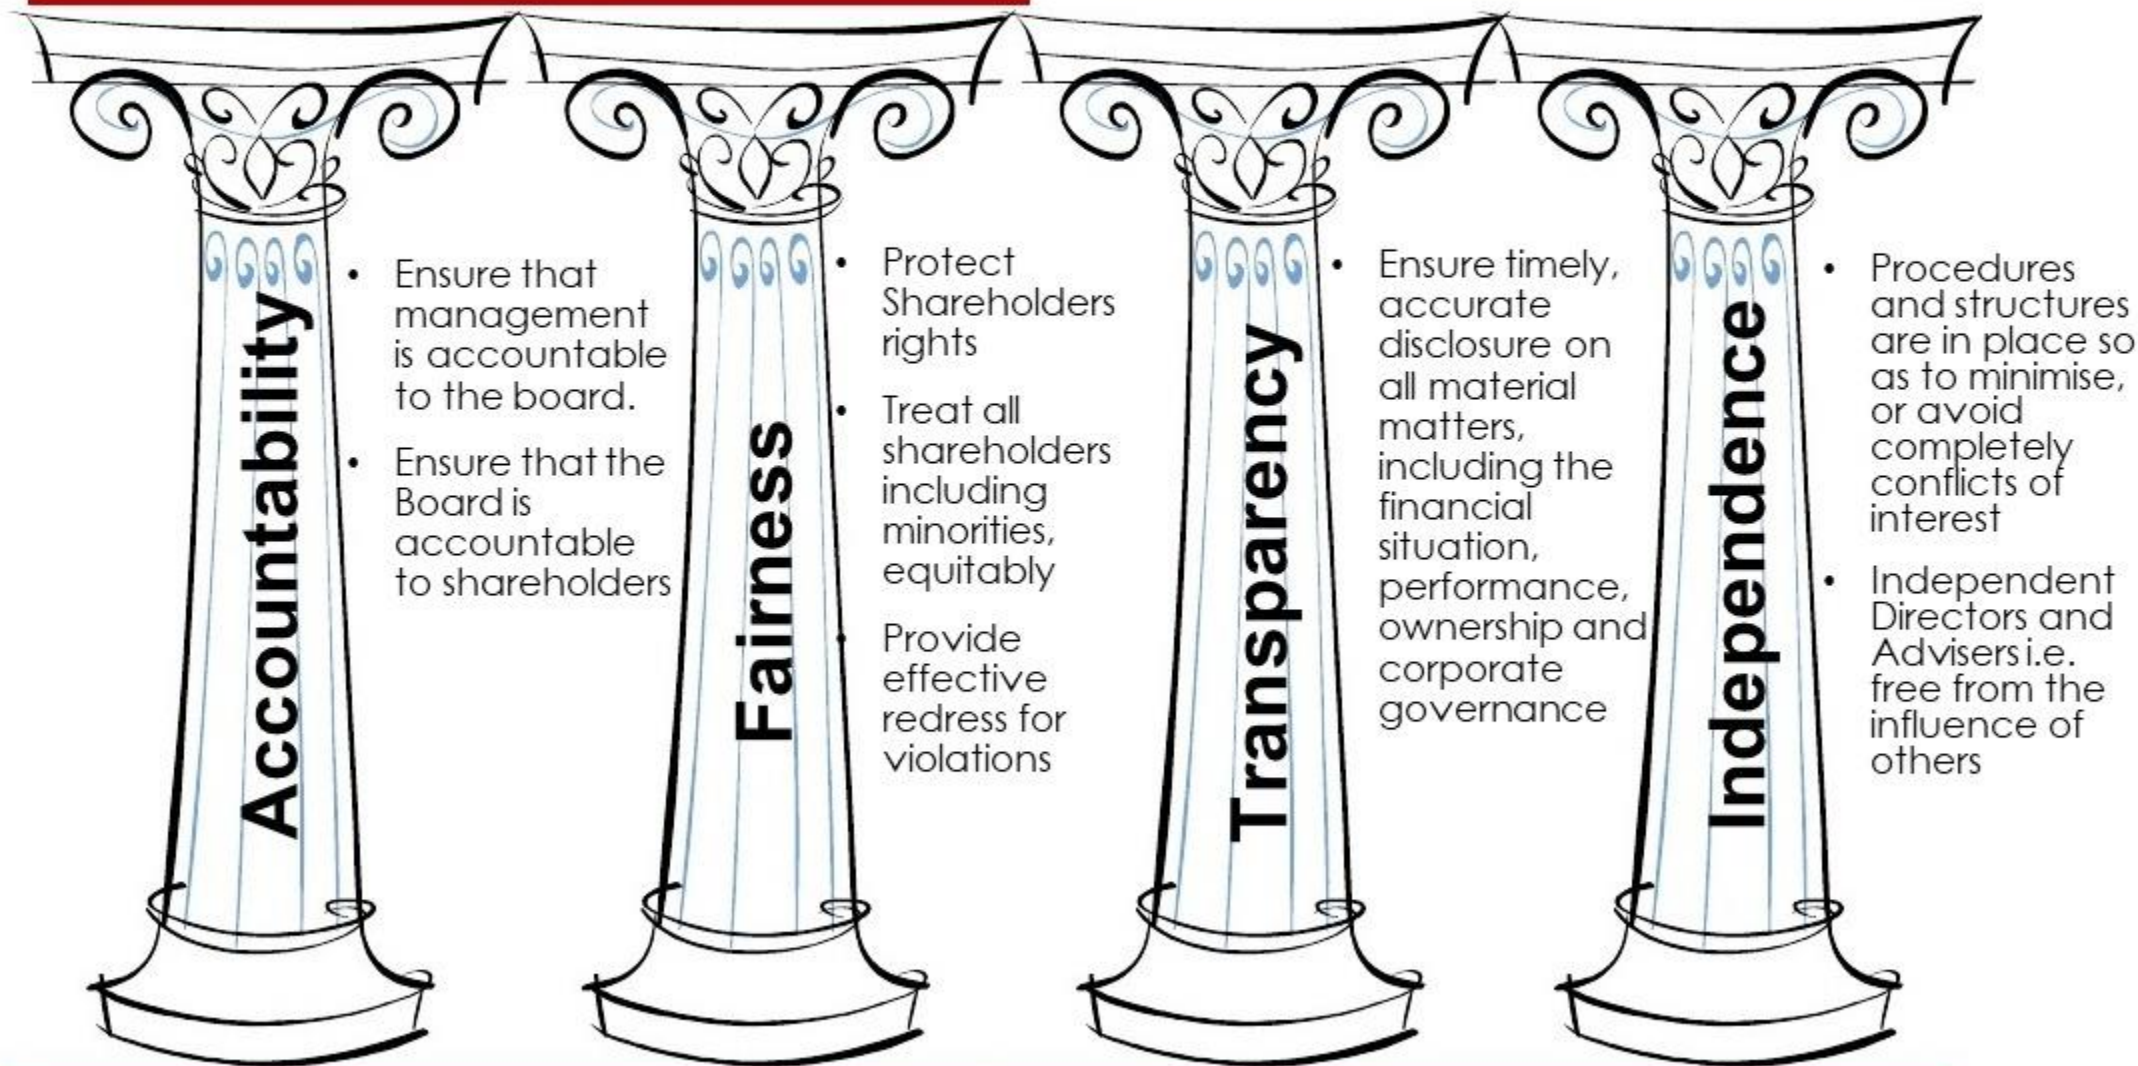 Accountability
• Ensure that
management
is accountable
to the board.
• Ensure that the
Board is
accountable
to shareholders
Fairness
• Protect
Shareholders
rights
• Treat all
shareholders
including
minorities,
equitably
• Provide
effective
redress for
violations
Transparency
• Ensure timely,
accurate
disclosure on
all material
matters,
including the
financial
situation,
performance,
ownership and
corporate
governance
Independence
• Procedures
and structures
are in place so
as to minimise,
or avoid
completely
conflicts of
interest
• Independent
Directors and
Advisers i.e.
free from the
influence of
others